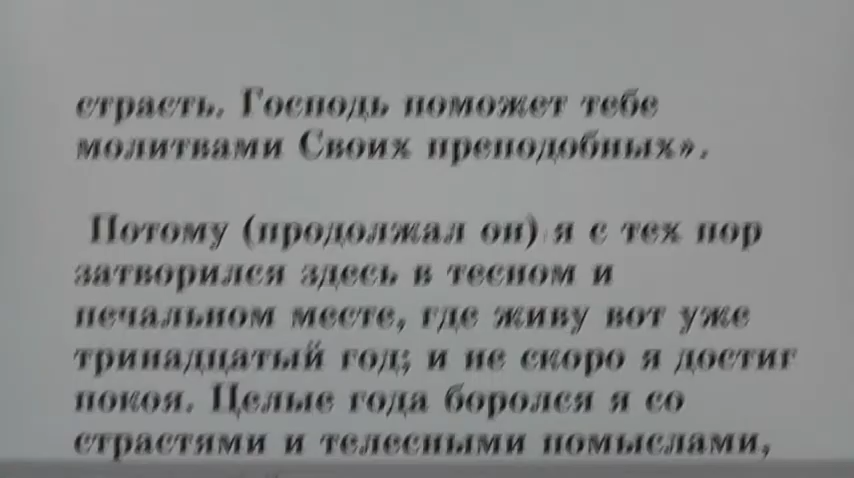 страсть. Господь поможет тебе
молитвами Своих преподобных».
Потому (продолжал он) я с тех пор
затворился здесь в тесном и
печальном месте, где живу вот уже
тринадцатый год; и не скоро я достиг
покоя. Целые года боролся я со
страстями и телесными помыслами,